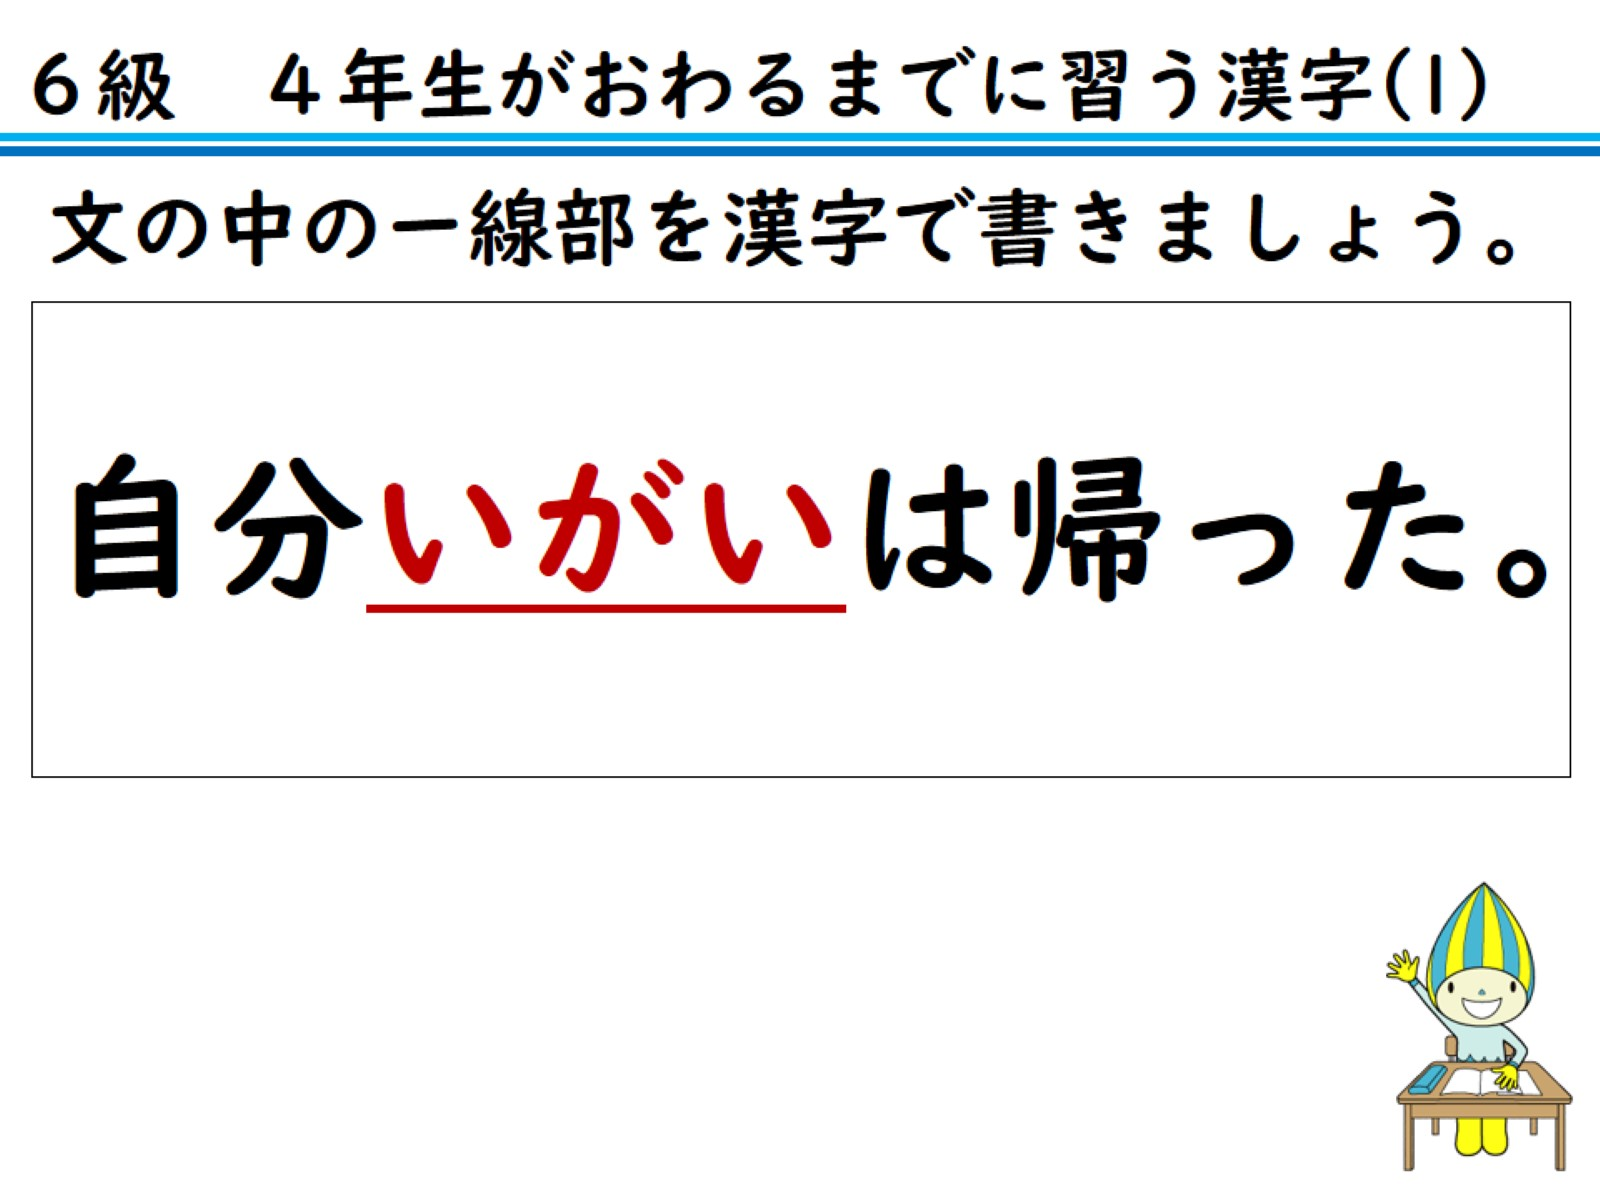 ６級　４年生がおわるまでに習う漢字(1)
文の中の―線部を漢字で書きましょう。
自分いがいは帰った。